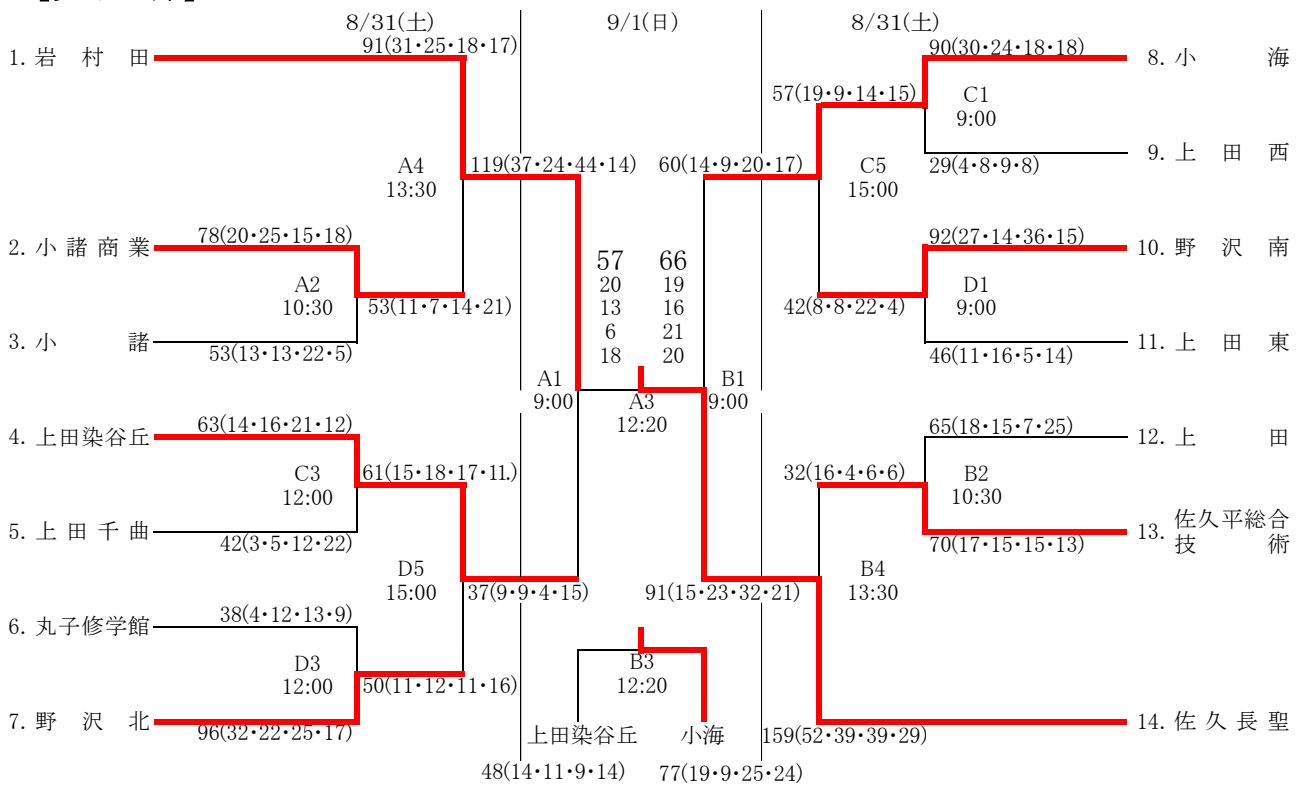 8/31(土)
9/1(日)
8/31(土)
91(31・25・18・17)
90(30・24・18・18)
1. 岩村田
8. 小海
57(19・9・14・15)
C1
9:00
A4
13:30
119(37・24・44・14)
60(14・9・20・17)
C5
15:00
29(4・8・9・8)
9. 上田西
78(20・25・15・18)
92(27・14・36・15)
2. 小諸商業
10. 野沢南
57
20
13
6
18
66
19
16
21
20
A2
10:30
53(11・7・14・21)
42(8・8・22・4)
D1
9:00
3. 小諸
53(13・13・22・5)
46(11・16・5・14)
11. 上田東
A1
9:00
A3
12:20
B1
9:00
63(14・16・21・12)
65(18・15・7・25)
4. 上田染谷丘
12. 上田
C3
12:00
61(15・18・17・11.)
32(16・4・6・6)
B2
10:30
5. 上田千曲
42(3・5・12・22)
70(17・15・15・13)
13. 佐久平総合
技術
D5
15:00
37(9・9・4・15)
91(15・23・32・21)
B4
13:30
38(4・12・13・9)
6. 丸子修学館
D3
12:00
50(11・12・11・16)
B3
12:20
7. 野沢北
96(32・22・25・17)
上田染谷丘
小海
159(52・39・39・29)
14. 佐久長聖
48(14・11・9・14)
77(19・9・25・24)